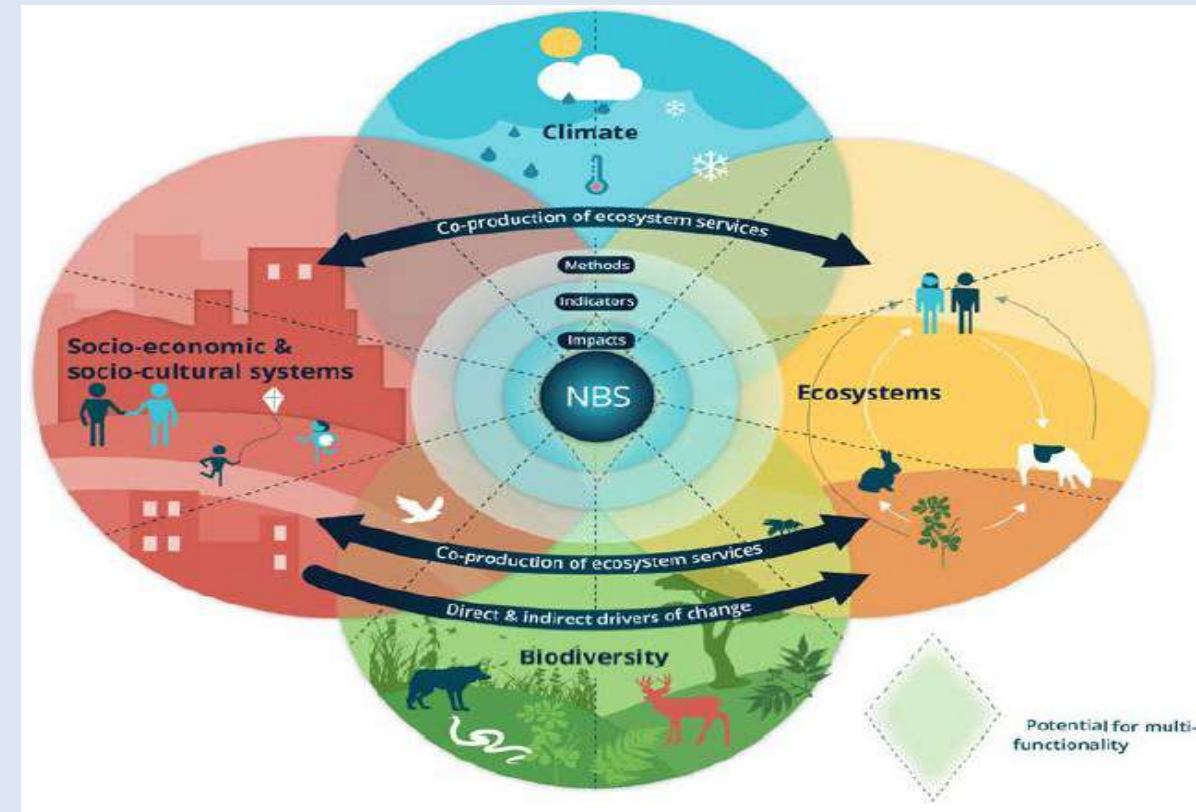 Climate
Co-production of ecosystem services
Methods
Indicators
Impacts
NBS
Socio-economic &
socio-cultural systems
Ecosystems
Co-production of ecosystem services
Direct & indirect drivers of change
Biodiversity
Potential for multi-
functionality